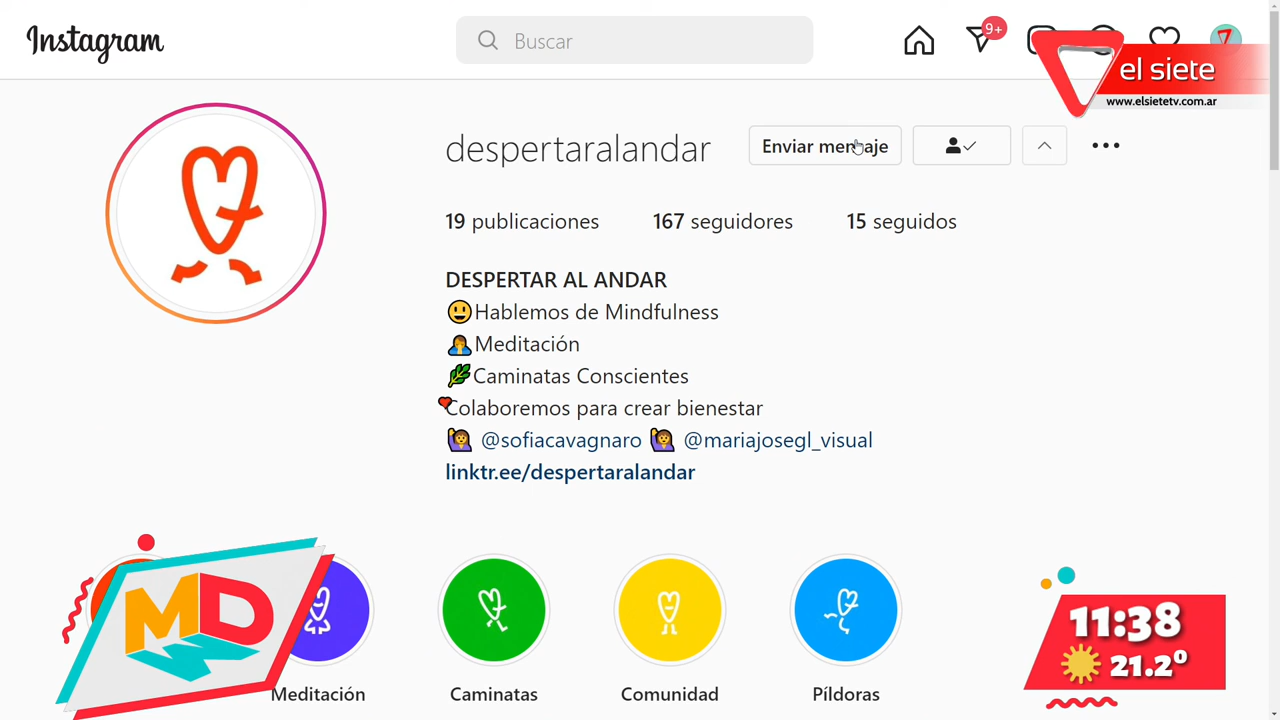 Instagram
Buscar
9+
el siete
www.elsietetv.com.ar
despertaralandar
Enviar mensaje
19 publicaciones
167 seguidores
15 seguidos
DESPERTAR AL ANDAR
😃Hablemos de Mindfulness
Meditación
🌿Caminatas Conscientes
Colaboremos para crear bienestar
🙋 @sofiacavagnaro 🙋 @mariajosegl_visual
linktr.ee/despertaralandar
MD
11:38
21.2º
Meditación
Caminatas
Comunidad
Píldoras